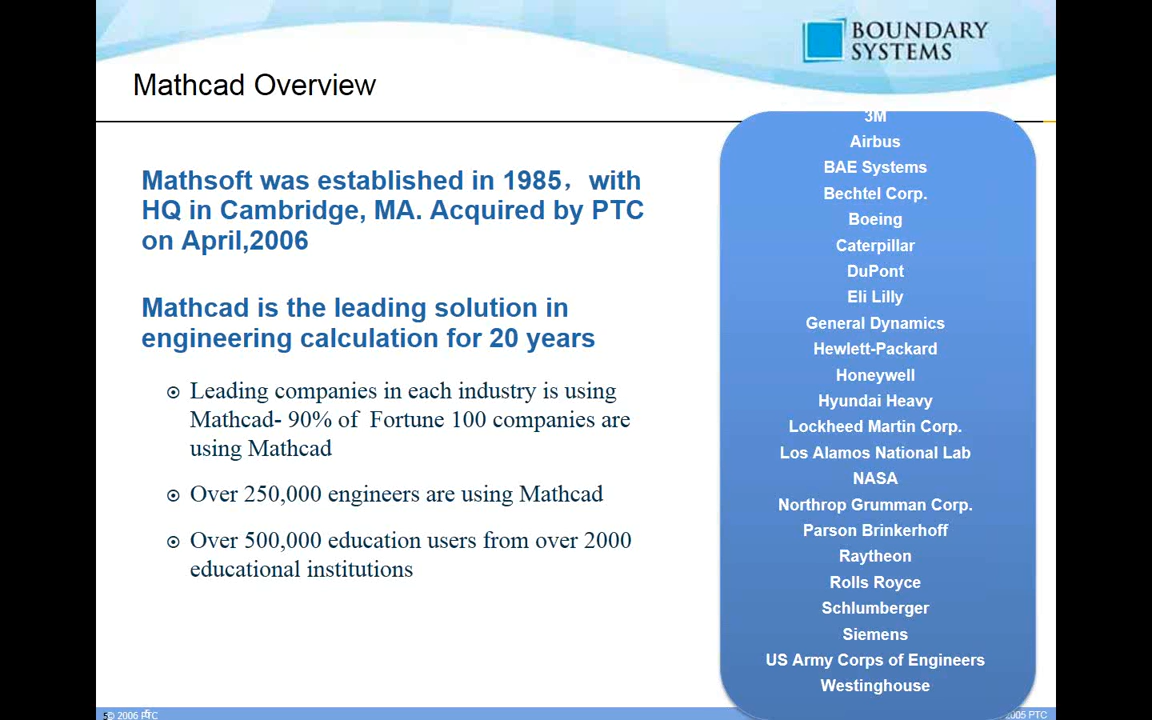 BOUNDARY
SYSTEMS
Mathcad Overview
Mathsoft was established in 1985，with
HQ in Cambridge, MA. Acquired by PTC
on April,2006
Mathcad is the leading solution in
engineering calculation for 20 years
Leading companies in each industry is using
Mathcad- 90% of Fortune 100 companies are
using Mathcad
Over 250,000 engineers are using Mathcad
Over 500,000 education users from over 2000
educational institutions
3M
Airbus
BAE Systems
Bechtel Corp.
Boeing
Caterpillar
DuPont
Eli Lilly
General Dynamics
Hewlett-Packard
Honeywell
Hyundai Heavy
Lockheed Martin Corp.
Los Alamos National Lab
NASA
Northrop Grumman Corp.
Parson Brinkerhoff
Raytheon
Rolls Royce
Schlumberger
Siemens
US Army Corps of Engineers
Westinghouse
© 2006 PTC
2005 PTC